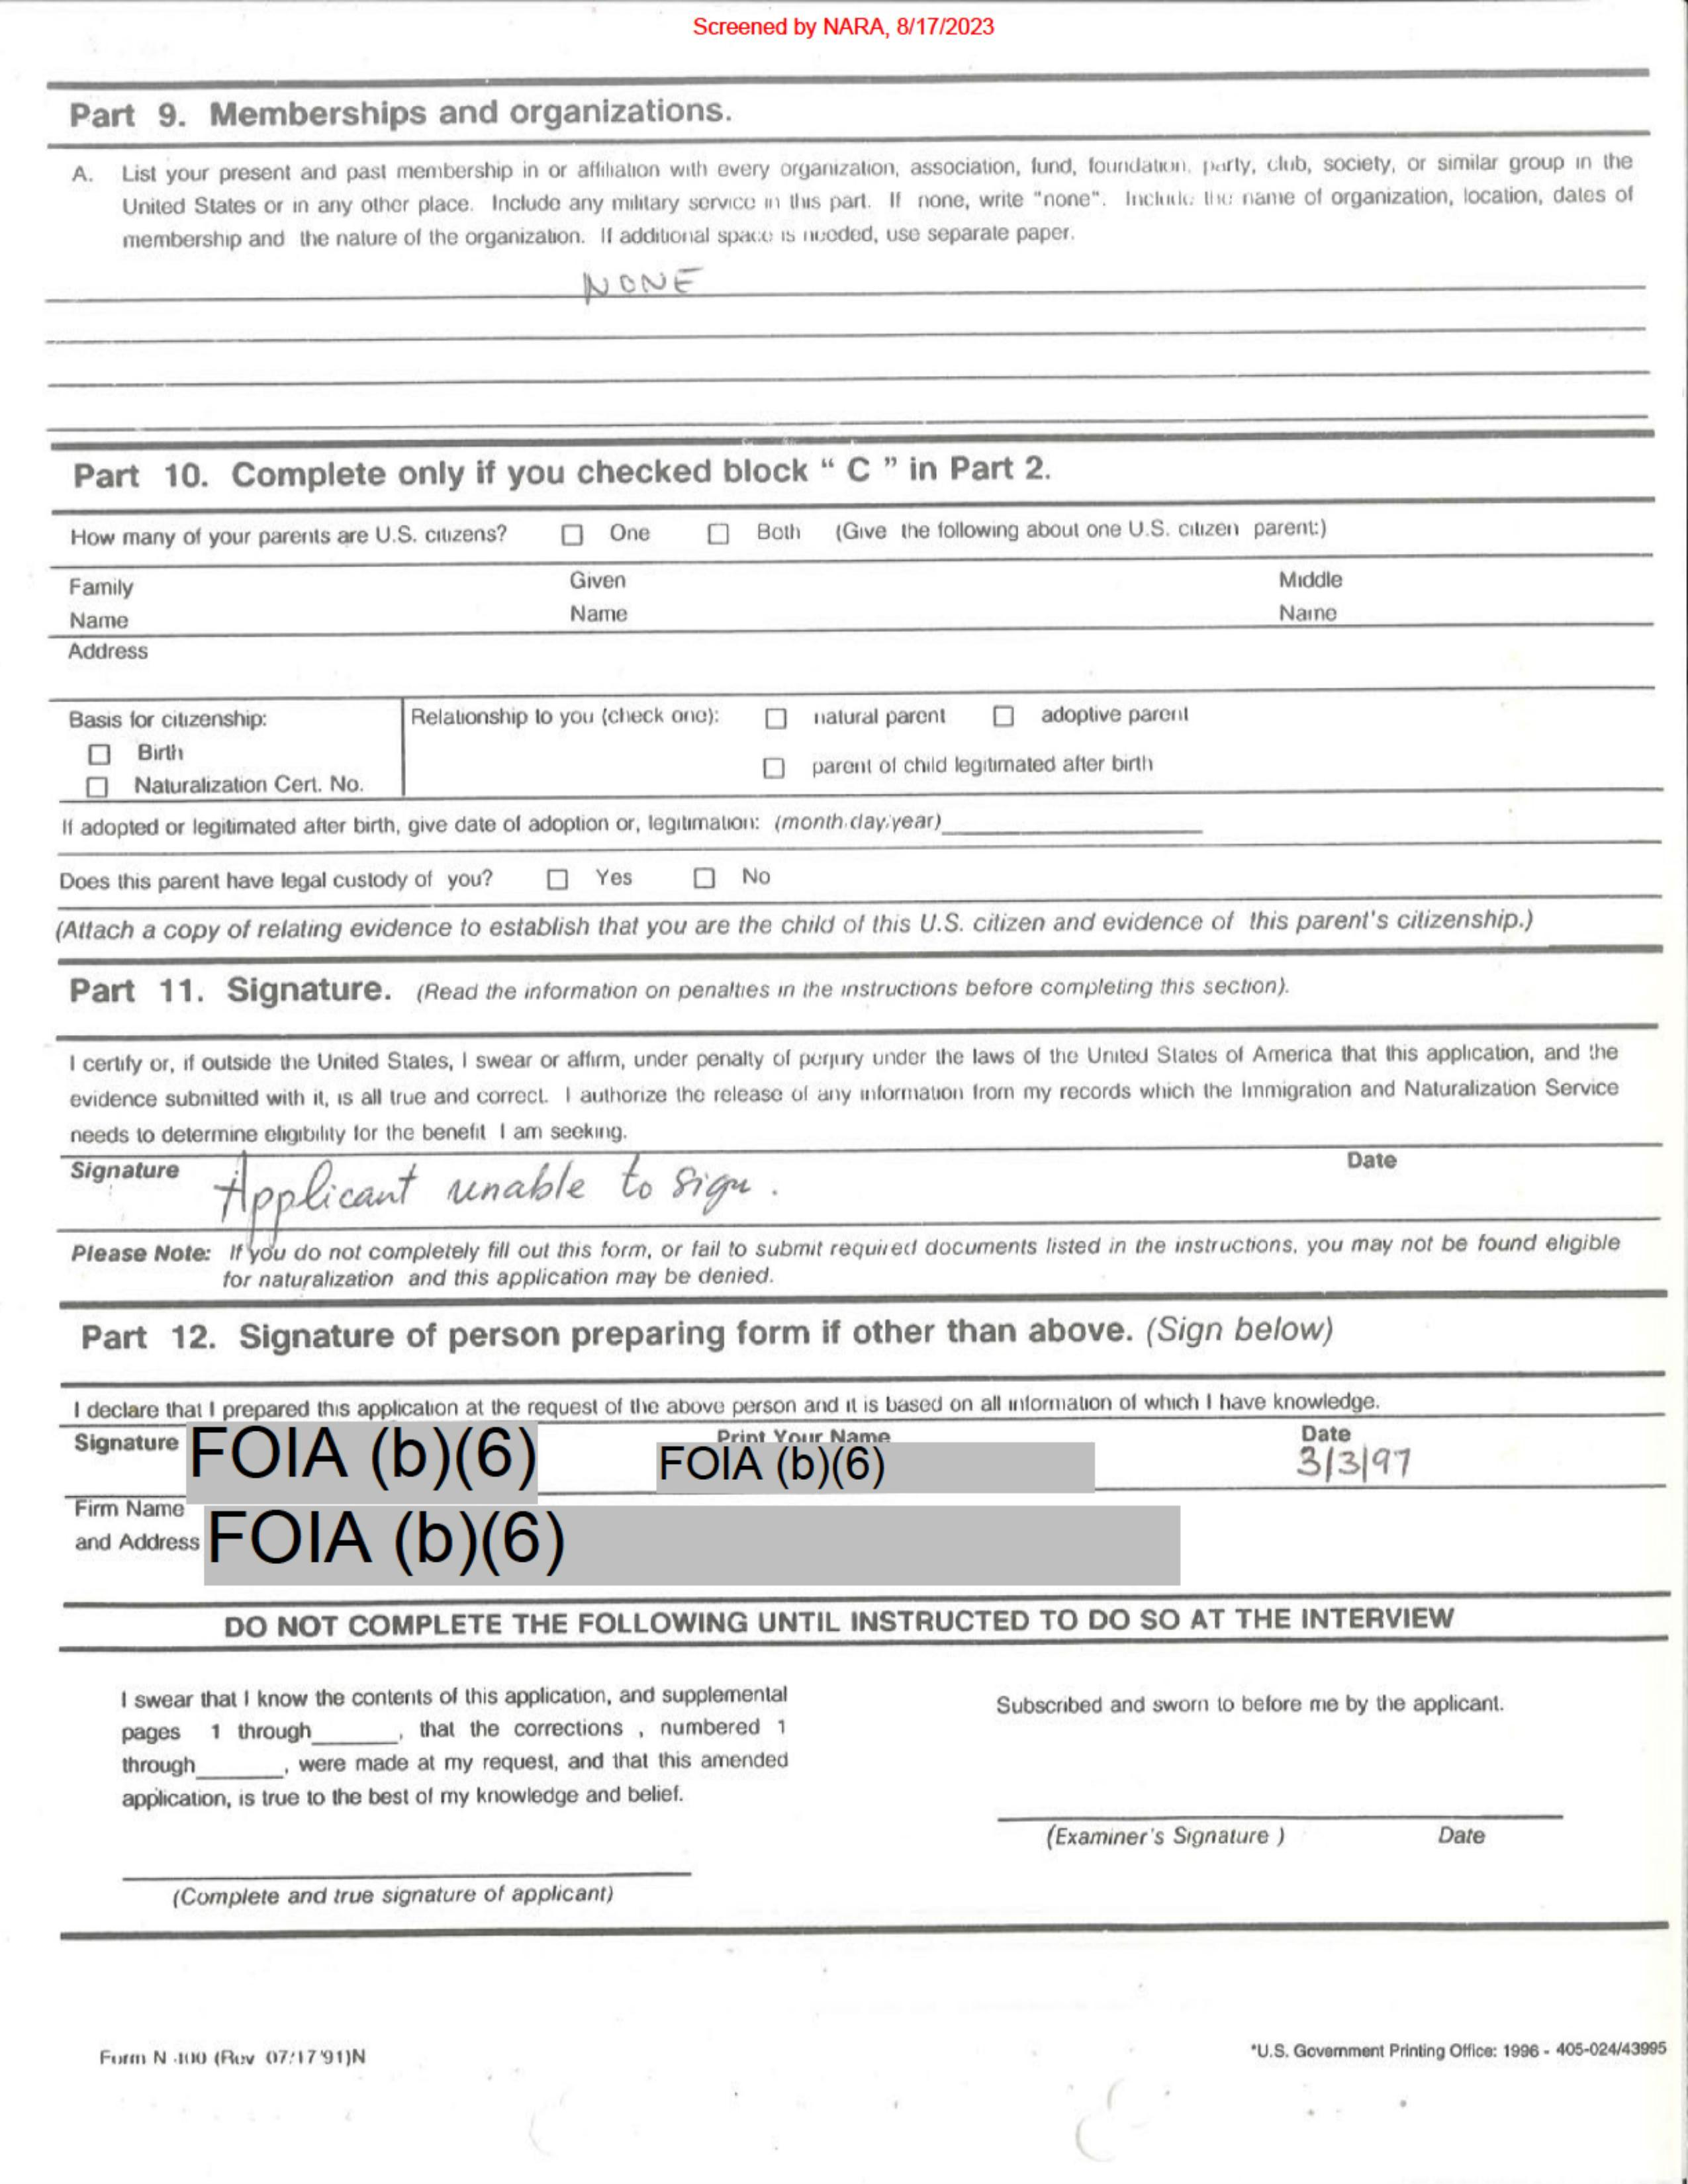 Screened by NARA, 8/17/2023
Part 9. Memberships and organizations.
A. List your present and past membership in or affiliation with every organization, association, fund, foundation, party, club, society, or similar group in the
United States or in any other place. Include any military service in this part. If none, write "none". Include the name of organization, location, dates of
membership and the nature of the organization. If additional space is needed, use separate paper.
NONE
Part 10. Complete only if you checked block “ C ” in Part 2.
How many of your parents are U.S. citizens? ☐ One ☐ Both (Give the following about one U.S. citizen parent:)
Family Given Middle
Name Name Name
Address
Basis for citizenship: Relationship to you (check one): ☐ natural parent ☐ adoptive parent
☐ Birth
☐ parent of child legitimated after birth
☐ Naturalization Cert. No.
If adopted or legitimated after birth, give date of adoption or, legitimation: (month/day/year)____________
Does this parent have legal custody of you? ☐ Yes ☐ No
(Attach a copy of relating evidence to establish that you are the child of this U.S. citizen and evidence of this parent's citizenship.)
Part 11. Signature. (Read the information on penalties in the instructions before completing this section).
I certify or, if outside the United States, I swear or affirm, under penalty of perjury under the laws of the United States of America that this application, and the
evidence submitted with it, is all true and correct. I authorize the release of any information from my records which the Immigration and Naturalization Service
needs to determine eligibility for the benefit I am seeking.
Signature Applicant unable to sign. Date
Please Note: If you do not completely fill out this form, or fail to submit required documents listed in the instructions, you may not be found eligible
for naturalization and this application may be denied.
Part 12. Signature of person preparing form if other than above. (Sign below)
I declare that I prepared this application at the request of the above person and it is based on all information of which I have knowledge.
Signature FOIA (b)(6) Print Your Name FOIA (b)(6) Date
3/3/97
Firm Name
and Address FOIA (b)(6)
DO NOT COMPLETE THE FOLLOWING UNTIL INSTRUCTED TO DO SO AT THE INTERVIEW
I swear that I know the contents of this application, and supplemental
pages 1 through_______, that the corrections , numbered 1
through_______, were made at my request, and that this amended
application, is true to the best of my knowledge and belief.
(Complete and true signature of applicant)
Subscribed and sworn to before me by the applicant.
(Examiner's Signature ) Date
Form N-400 (Rev 07/17/91)N
*U.S. Government Printing Office: 1996 - 405-024/43995